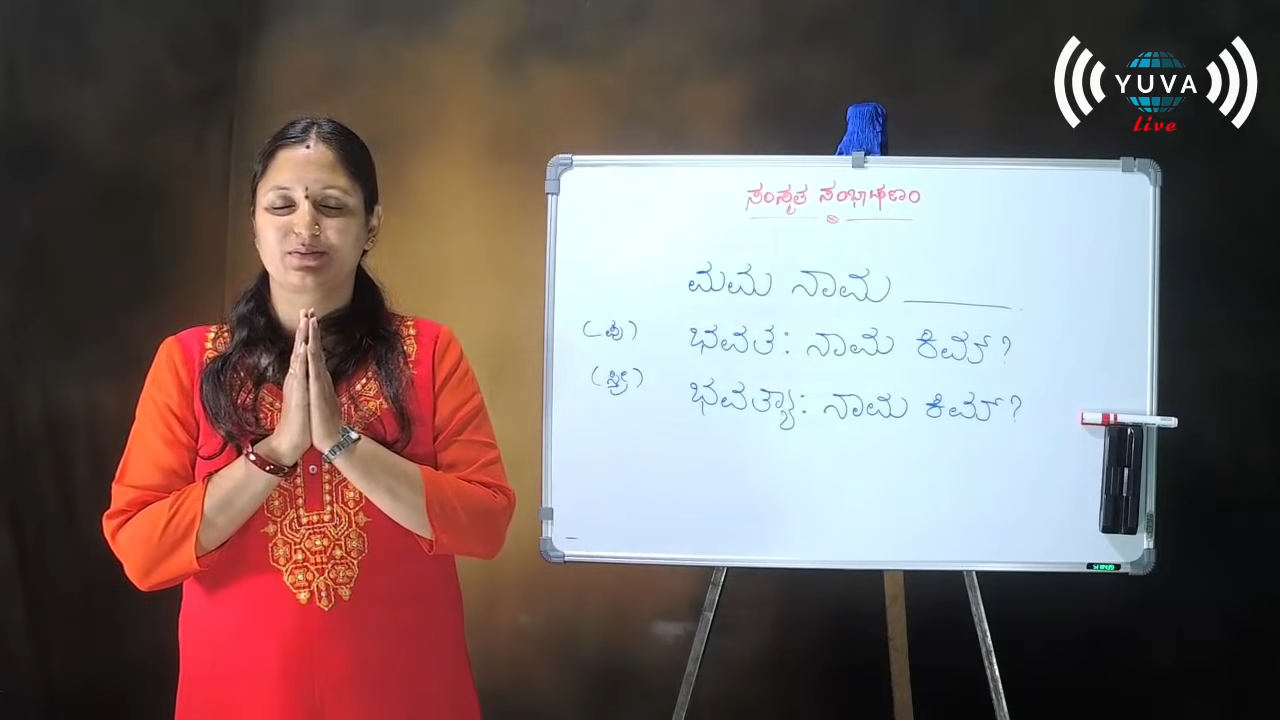 YUVA
live
ಸಂಸ್ಕೃತ ಸಂಭಾಷಣಂ
ಮಮ ನಾಮ ______
(ಪು) ಭವತಃ ನಾಮ ಕಿಮ್ ?
(ಸ್ತ್ರೀ) ಭವತ್ಯಾಃ ನಾಮ ಕಿಮ್ ?